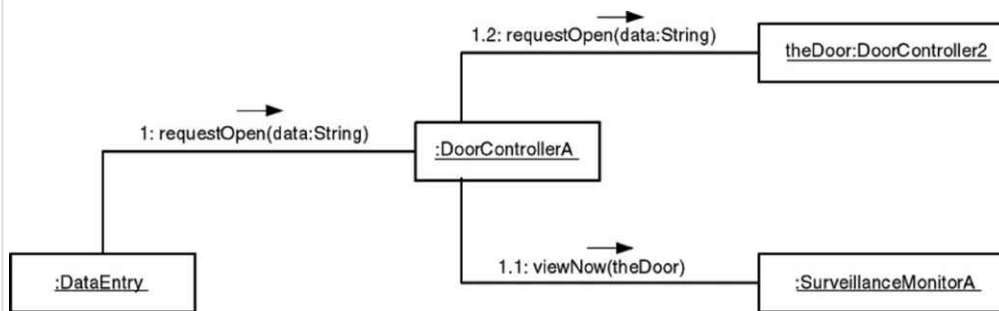 1.2: requestOpen(data:String)
theDoor:DoorController2
1: requestOpen(data:String)
:DoorControllerA
1.1: viewNow(theDoor)
:DataEntry
:SurveillanceMonitorA